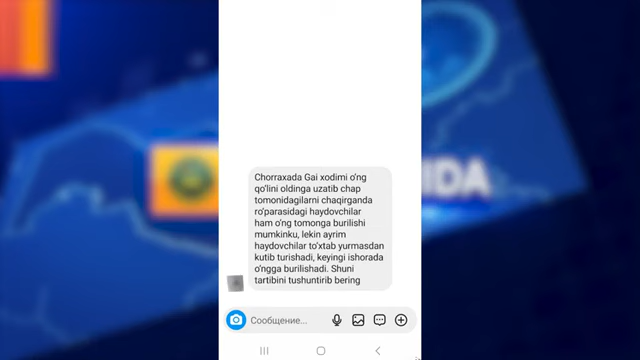 IDA
Chorraxada Gai xodimi o'ng
qo'lini oldinga uzatib chap
tomonidagilarni chaqirganda
ro'parasidagi haydovchilar
ham o'ng tomonga burilishi
mumkinku, lekin ayrim
haydovchilar to'xtab yurmasdan
kutib turishadi, keyingi ishorada
o'ngga burilishadi. Shuni
tartibini tushuntirib bering
Сообщение...